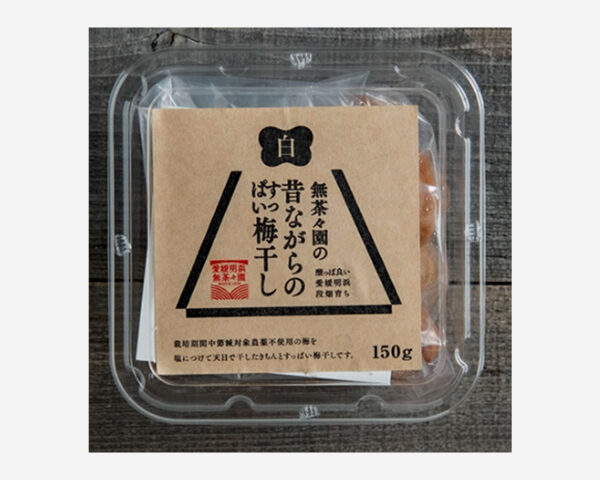 白
無茶々園の
昔ながらの
すっぱい
梅干し
酸っぱ良い
愛媛明浜
段畑育ち
愛媛明浜
無茶々園
栽培期間中節減対象農薬不使用の梅を
塩につけて天日で干したきちんとすっぱい梅干しです。
150g